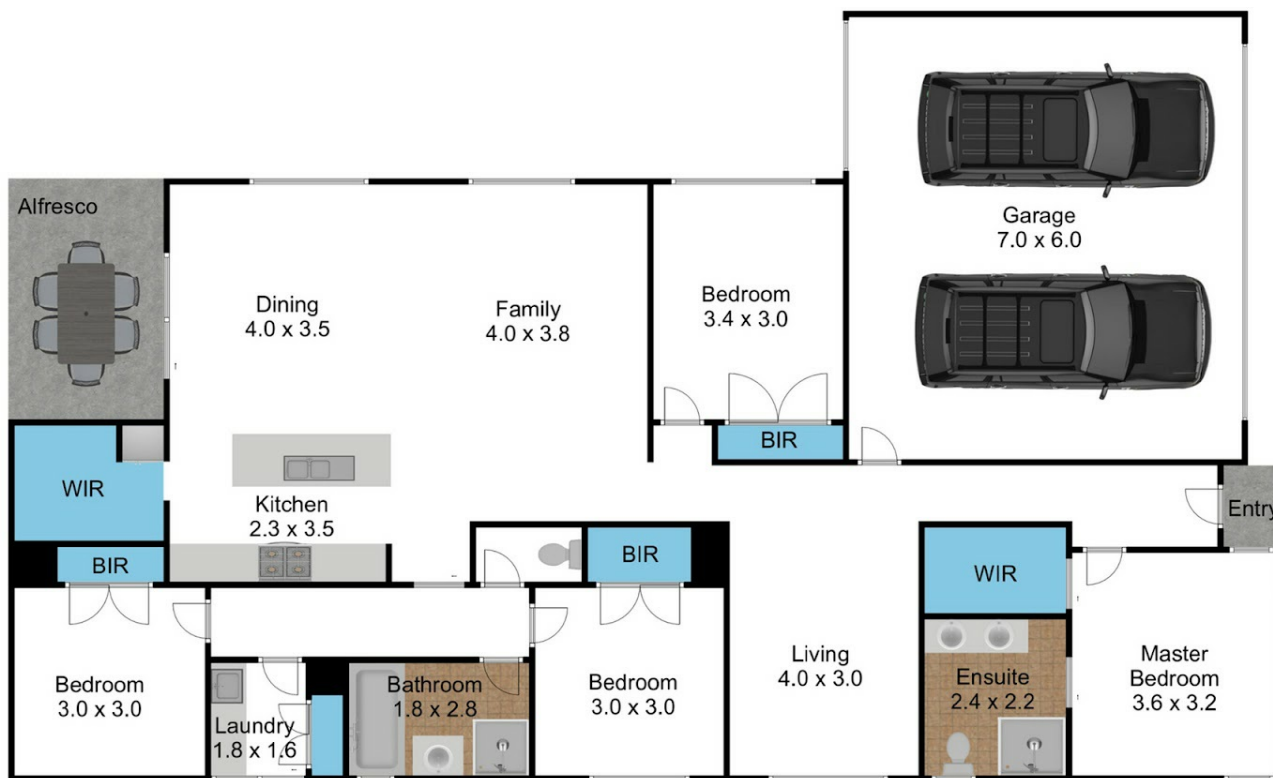 Alfresco
Garage
7.0 x 6.0
Dining
4.0 x 3.5
Family
4.0 x 3.8
Bedroom
3.4 x 3.0
BIR
WIR
Kitchen
2.3 x 3.5
Entry
BIR
BIR
WIR
Bedroom
3.0 x 3.0
Laundry
1.8 x 1.6
Bathroom
1.8 x 2.8
Bedroom
3.0 x 3.0
Living
4.0 x 3.0
Ensuite
2.4 x 2.2
Master
Bedroom
3.6 x 3.2